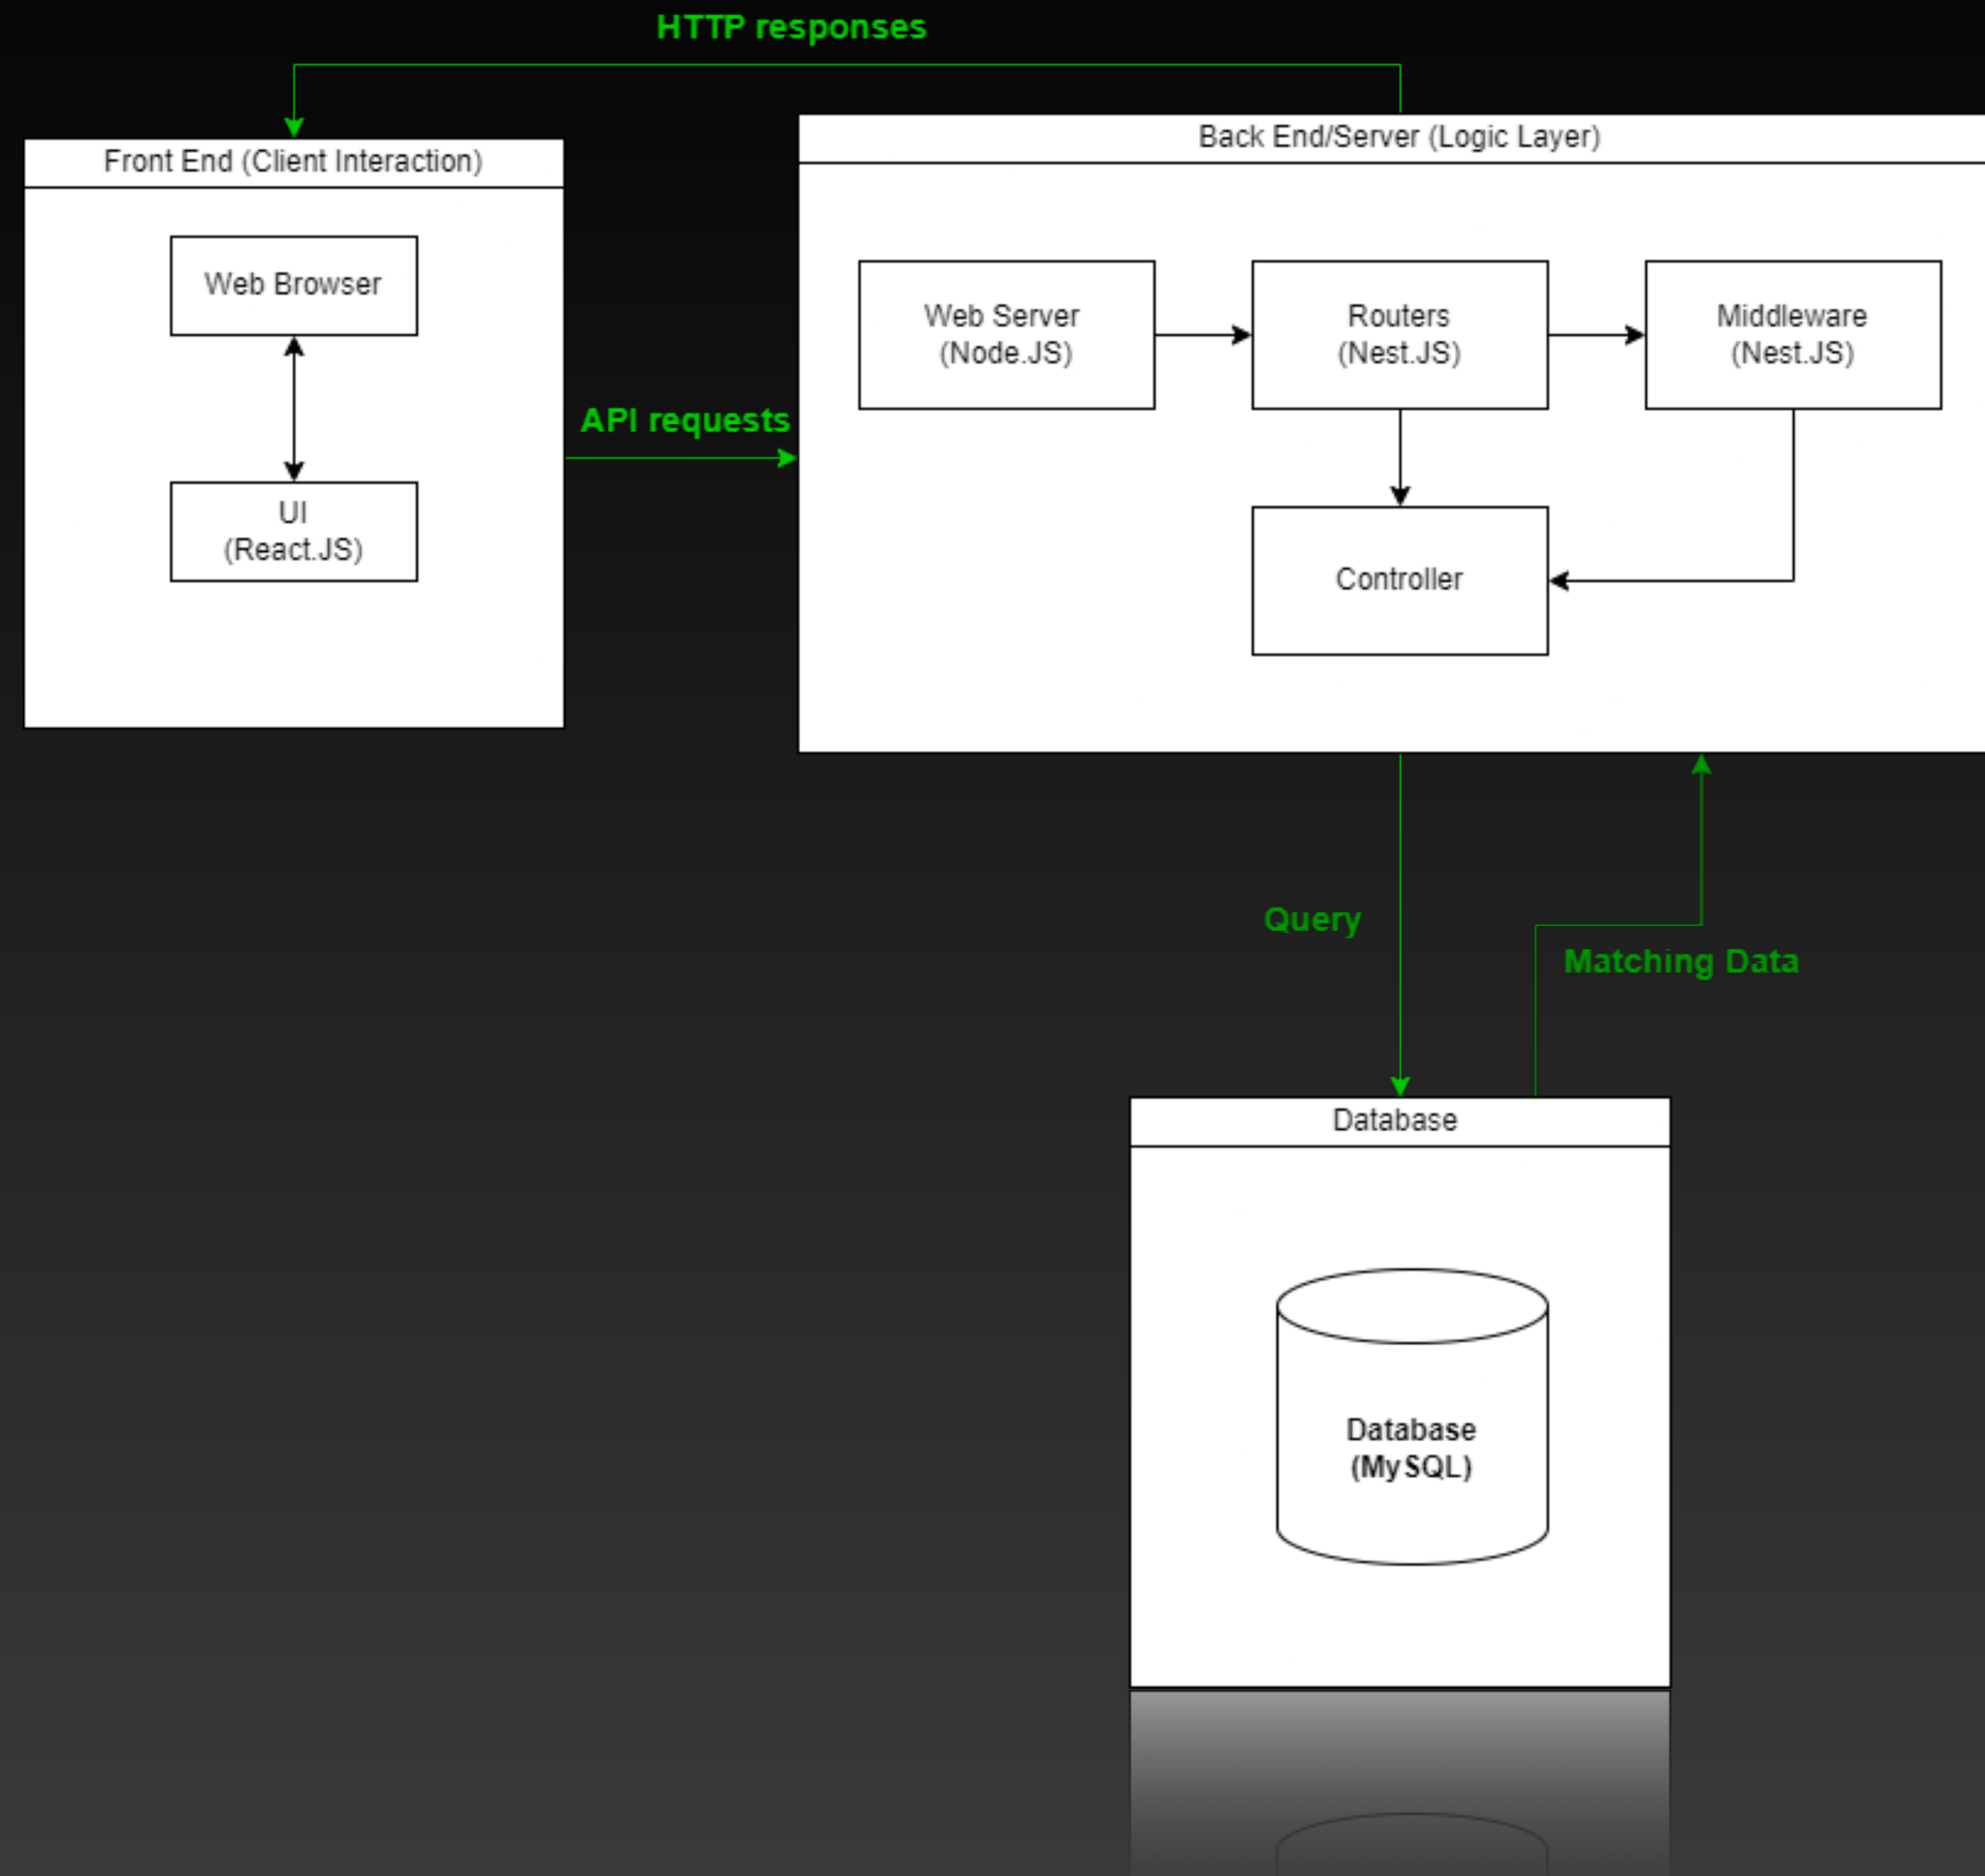 HTTP responses
Front End (Client Interaction)
Web Browser
UI
(React.JS)
API requests
Back End/Server (Logic Layer)
Web Server
(Node.JS)
Routers
(Nest.JS)
Middleware
(Nest.JS)
Controller
Query
Matching Data
Database
Database
(MySQL)